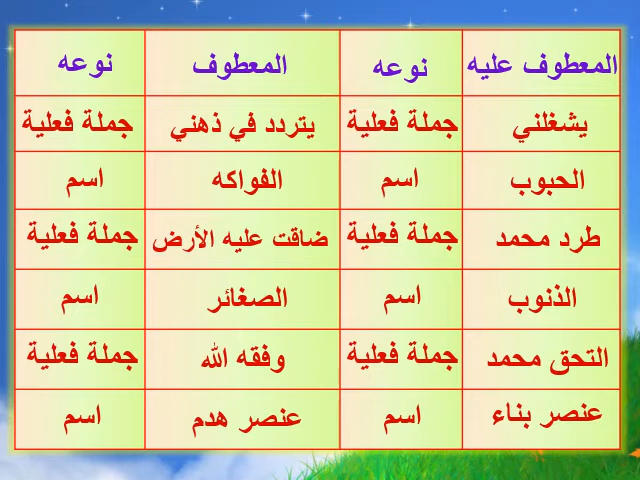 المعطوف عليه نوعه المعطوف نوعه
يشغلني جملة فعلية يتردد في ذهني جملة فعلية
الحبوب اسم الفواكه اسم
طرد محمد جملة فعلية ضاقت عليه الأرض جملة فعلية
الذنوب اسم الصغائر اسم
التحق محمد جملة فعلية وفقه الله جملة فعلية
عنصر بناء اسم عنصر هدم اسم